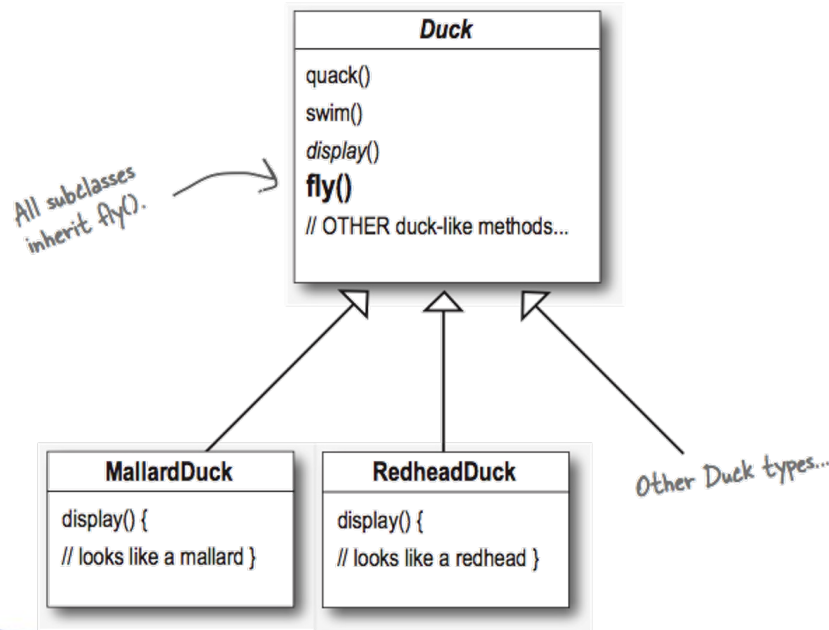 Duck
quack()
swim()
display()
fly()
// OTHER duck-like methods...
All subclasses
inherit fly().
MallardDuck
display() {
// looks like a mallard }
RedheadDuck
display() {
// looks like a redhead }
Other Duck types...